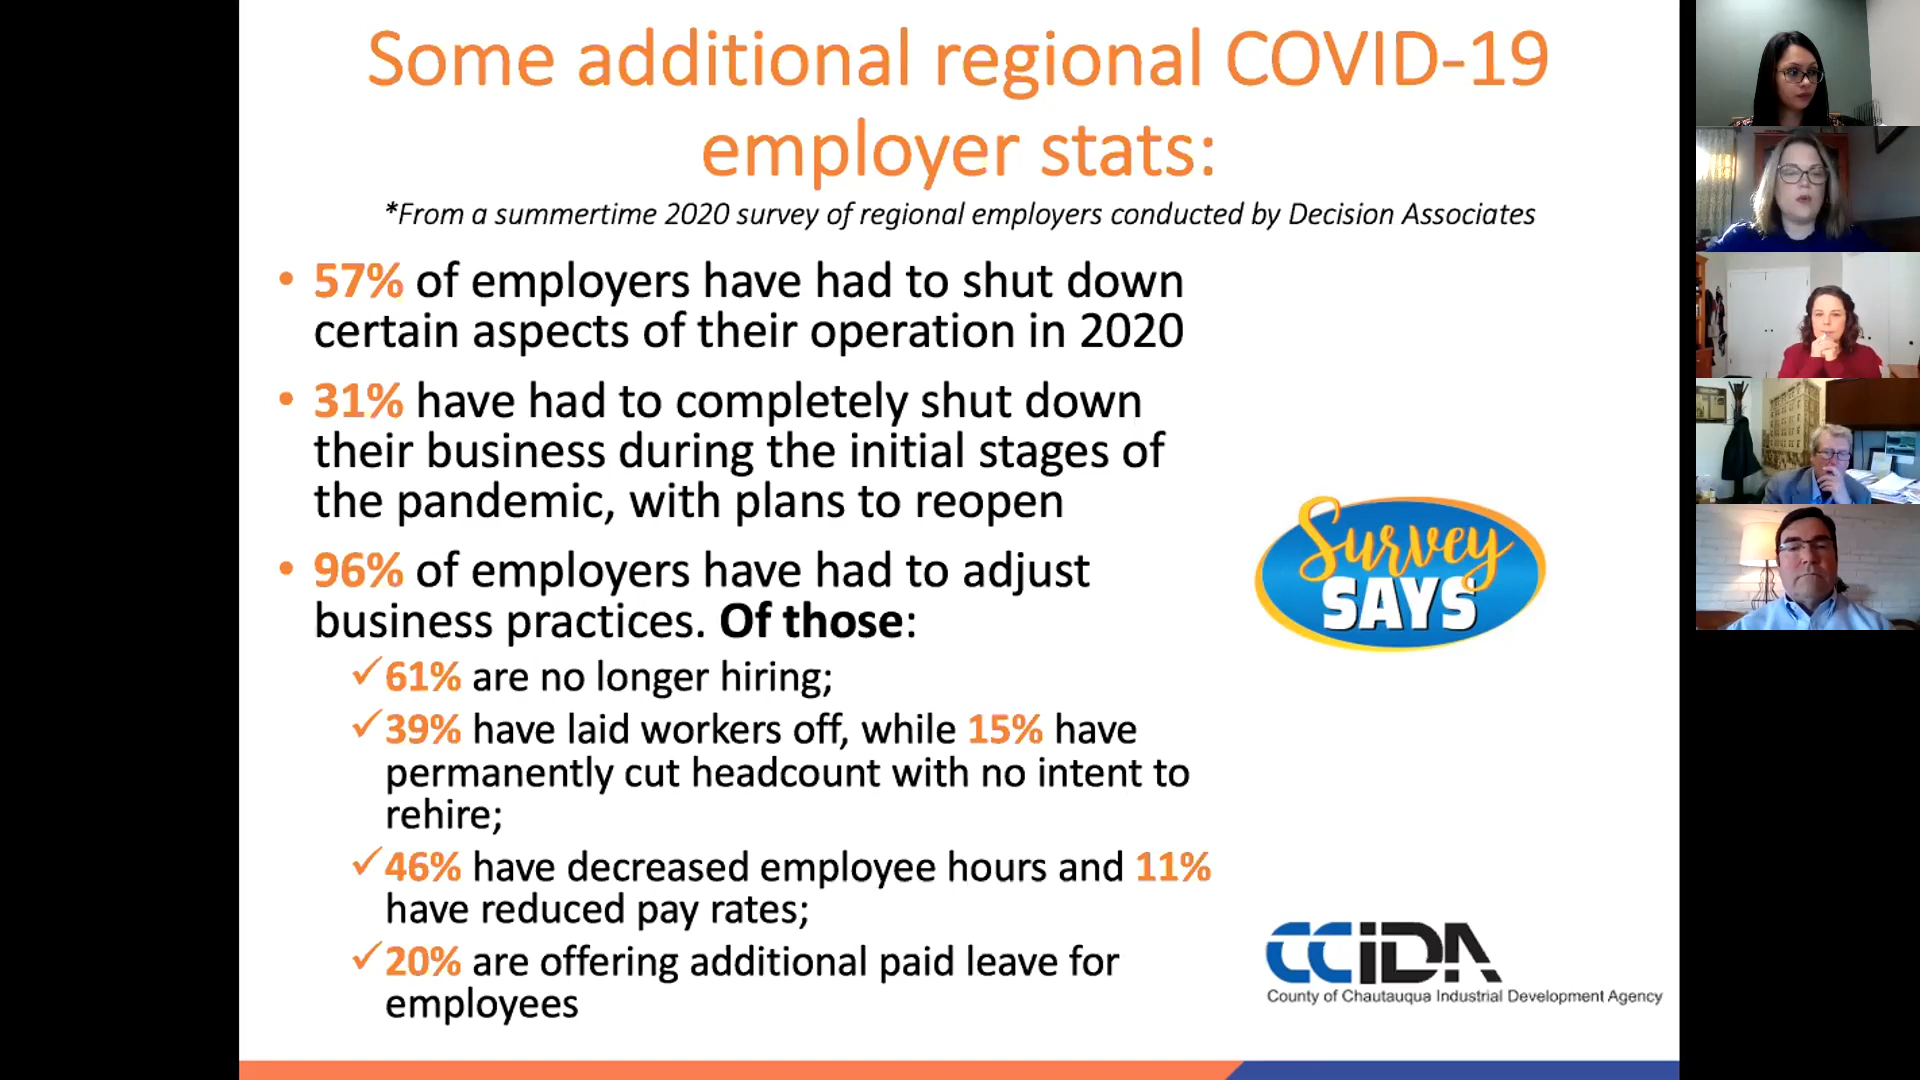 Some additional regional COVID-19
employer stats:
*From a summertime 2020 survey of regional employers conducted by Decision Associates
• 57% of employers have had to shut down
certain aspects of their operation in 2020
• 31% have had to completely shut down
their business during the initial stages of
the pandemic, with plans to reopen
• 96% of employers have had to adjust
business practices. Of those:
✓61% are no longer hiring;
✓39% have laid workers off, while 15% have
permanently cut headcount with no intent to
rehire;
✓46% have decreased employee hours and 11%
have reduced pay rates;
✓20% are offering additional paid leave for
employees
Survey
SAYS
CCIDA
County of Chautauqua Industrial Development Agency